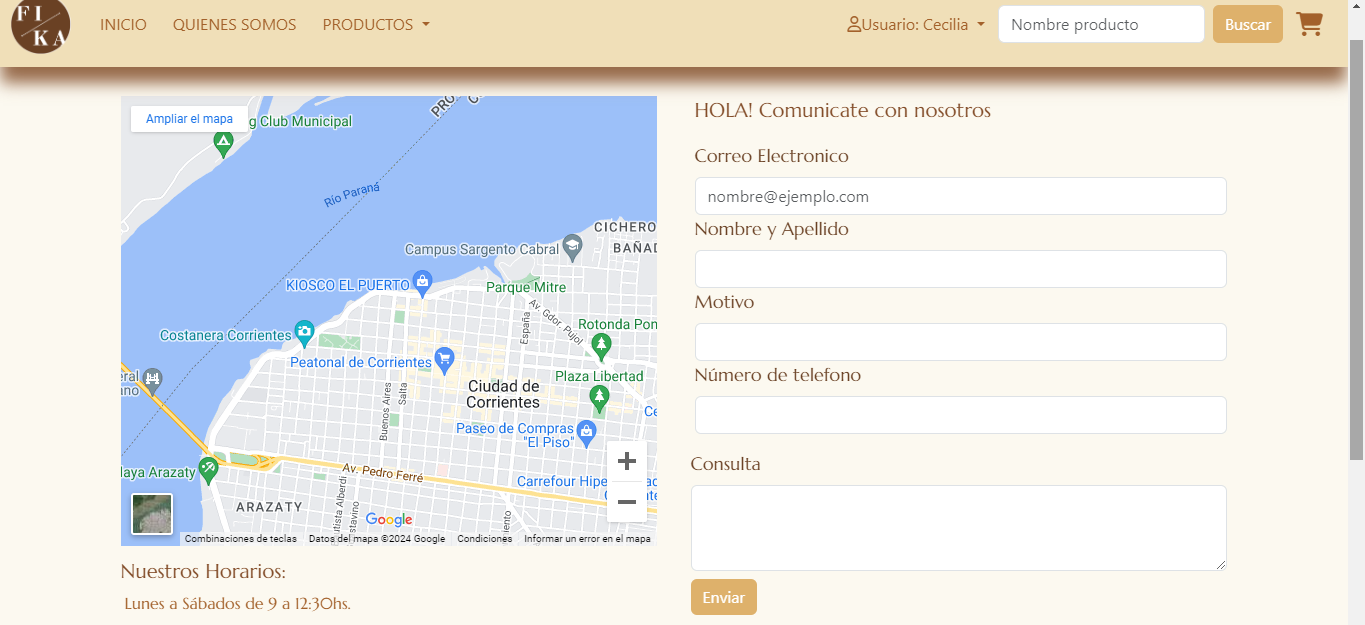 FI
KA
INICIO
QUIENES SOMOS
PRODUCTOS
Usuario: Cecilia
Nombre producto
Buscar
Ampliar el mapa
g Club Municipal
PRO
Río Paraná
CICHERO
BAÑAD
Campus Sargento Cabral
KIOSCO EL PUERTO
Parque Mitre
Av. Gdor. Pujol
España
Costanera Corrientes
Rotonda Pon
Peatonal de Corrientes
Plaza Libertad
eral
ano
Ciudad de
Corrientes
Buenos Aires
Salta
Ce
Paseo de Compras
"El Piso"
laya Arazaty
Av. Pedro Ferré
Carrefour Hipe
ARAZATY
Google
Combinaciones de teclas
Datos del mapa ©2024 Google
Condiciones
Informar un error en el mapa
Nuestros Horarios:
Lunes a Sábados de 9 a 12:30hs.
HOLA! Comunicate con nosotros
Correo Electronico
nombre@ejemplo.com
Nombre y Apellido
Motivo
Número de telefono
Consulta
Enviar